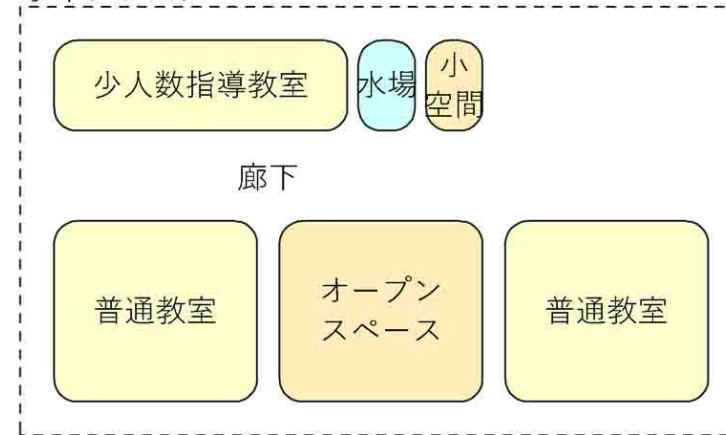 少人数指導教室
水場
小
空間
廊下
普通教室
オープン
スペース
普通教室